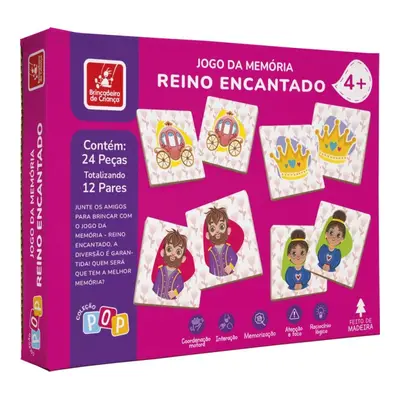 Brincadeira
de Criança
JOGO DA MEMÓRIA
REINO ENCANTADO
4+
Contém:
24 Peças
Totalizando
12 Pares
JUNTE OS AMIGOS
PARA BRINCAR COM
O JOGO DA
MEMÓRIA - REINO
ENCANTADO, A
DIVERSÃO É GARAN-
TIDA! QUEM SERÁ
QUE TEM A MELHOR
MEMÓRIA?
JOGO DA MEMÓRIA
REINO ENCANTADO
COLEÇÃO
POP
Coordenação
motora
Interação
Memorização
Atenção
e foco
Raciocínio
lógico
FEITO DE
MADEIRA